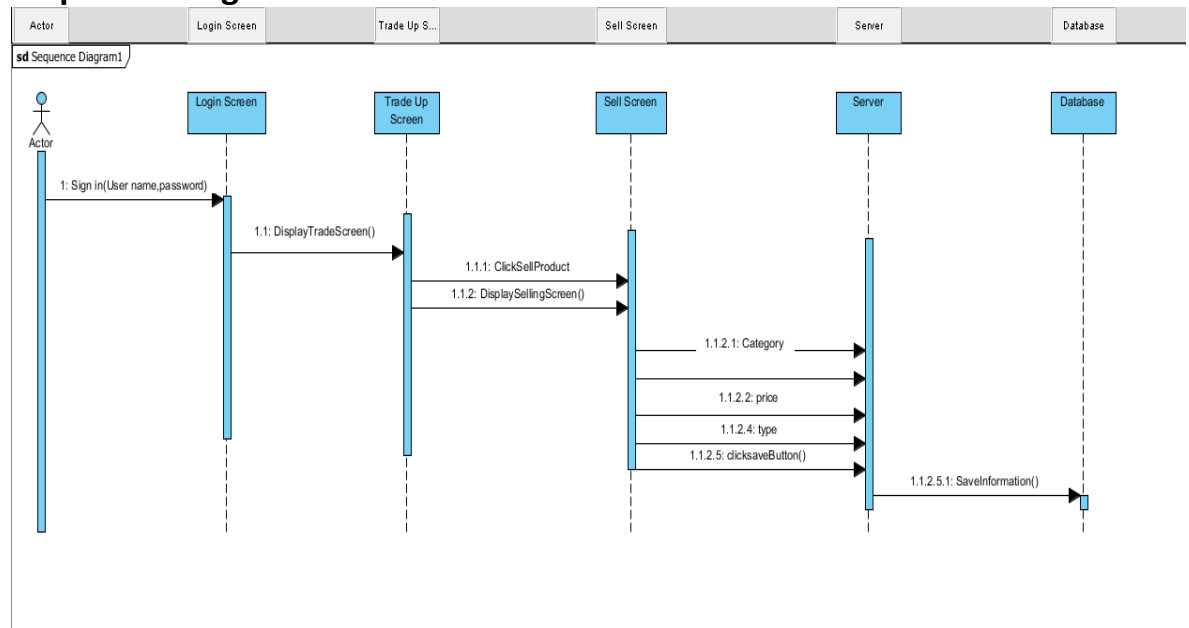 Actor
Login Screen
Trade Up S...
Sell Screen
Server
Database
sd Sequence Diagram1
Login Screen
Trade Up
Screen
Sell Screen
Server
Database
Actor
1: Sign in(User name,password)
1.1: DisplayTradeScreen()
1.1.1: ClickSellProduct
1.1.2: DisplaySellingScreen()
1.1.2.1: Category
1.1.2.2: price
1.1.2.4: type
1.1.2.5: clicksaveButton()
1.1.2.5.1: SaveInformation()